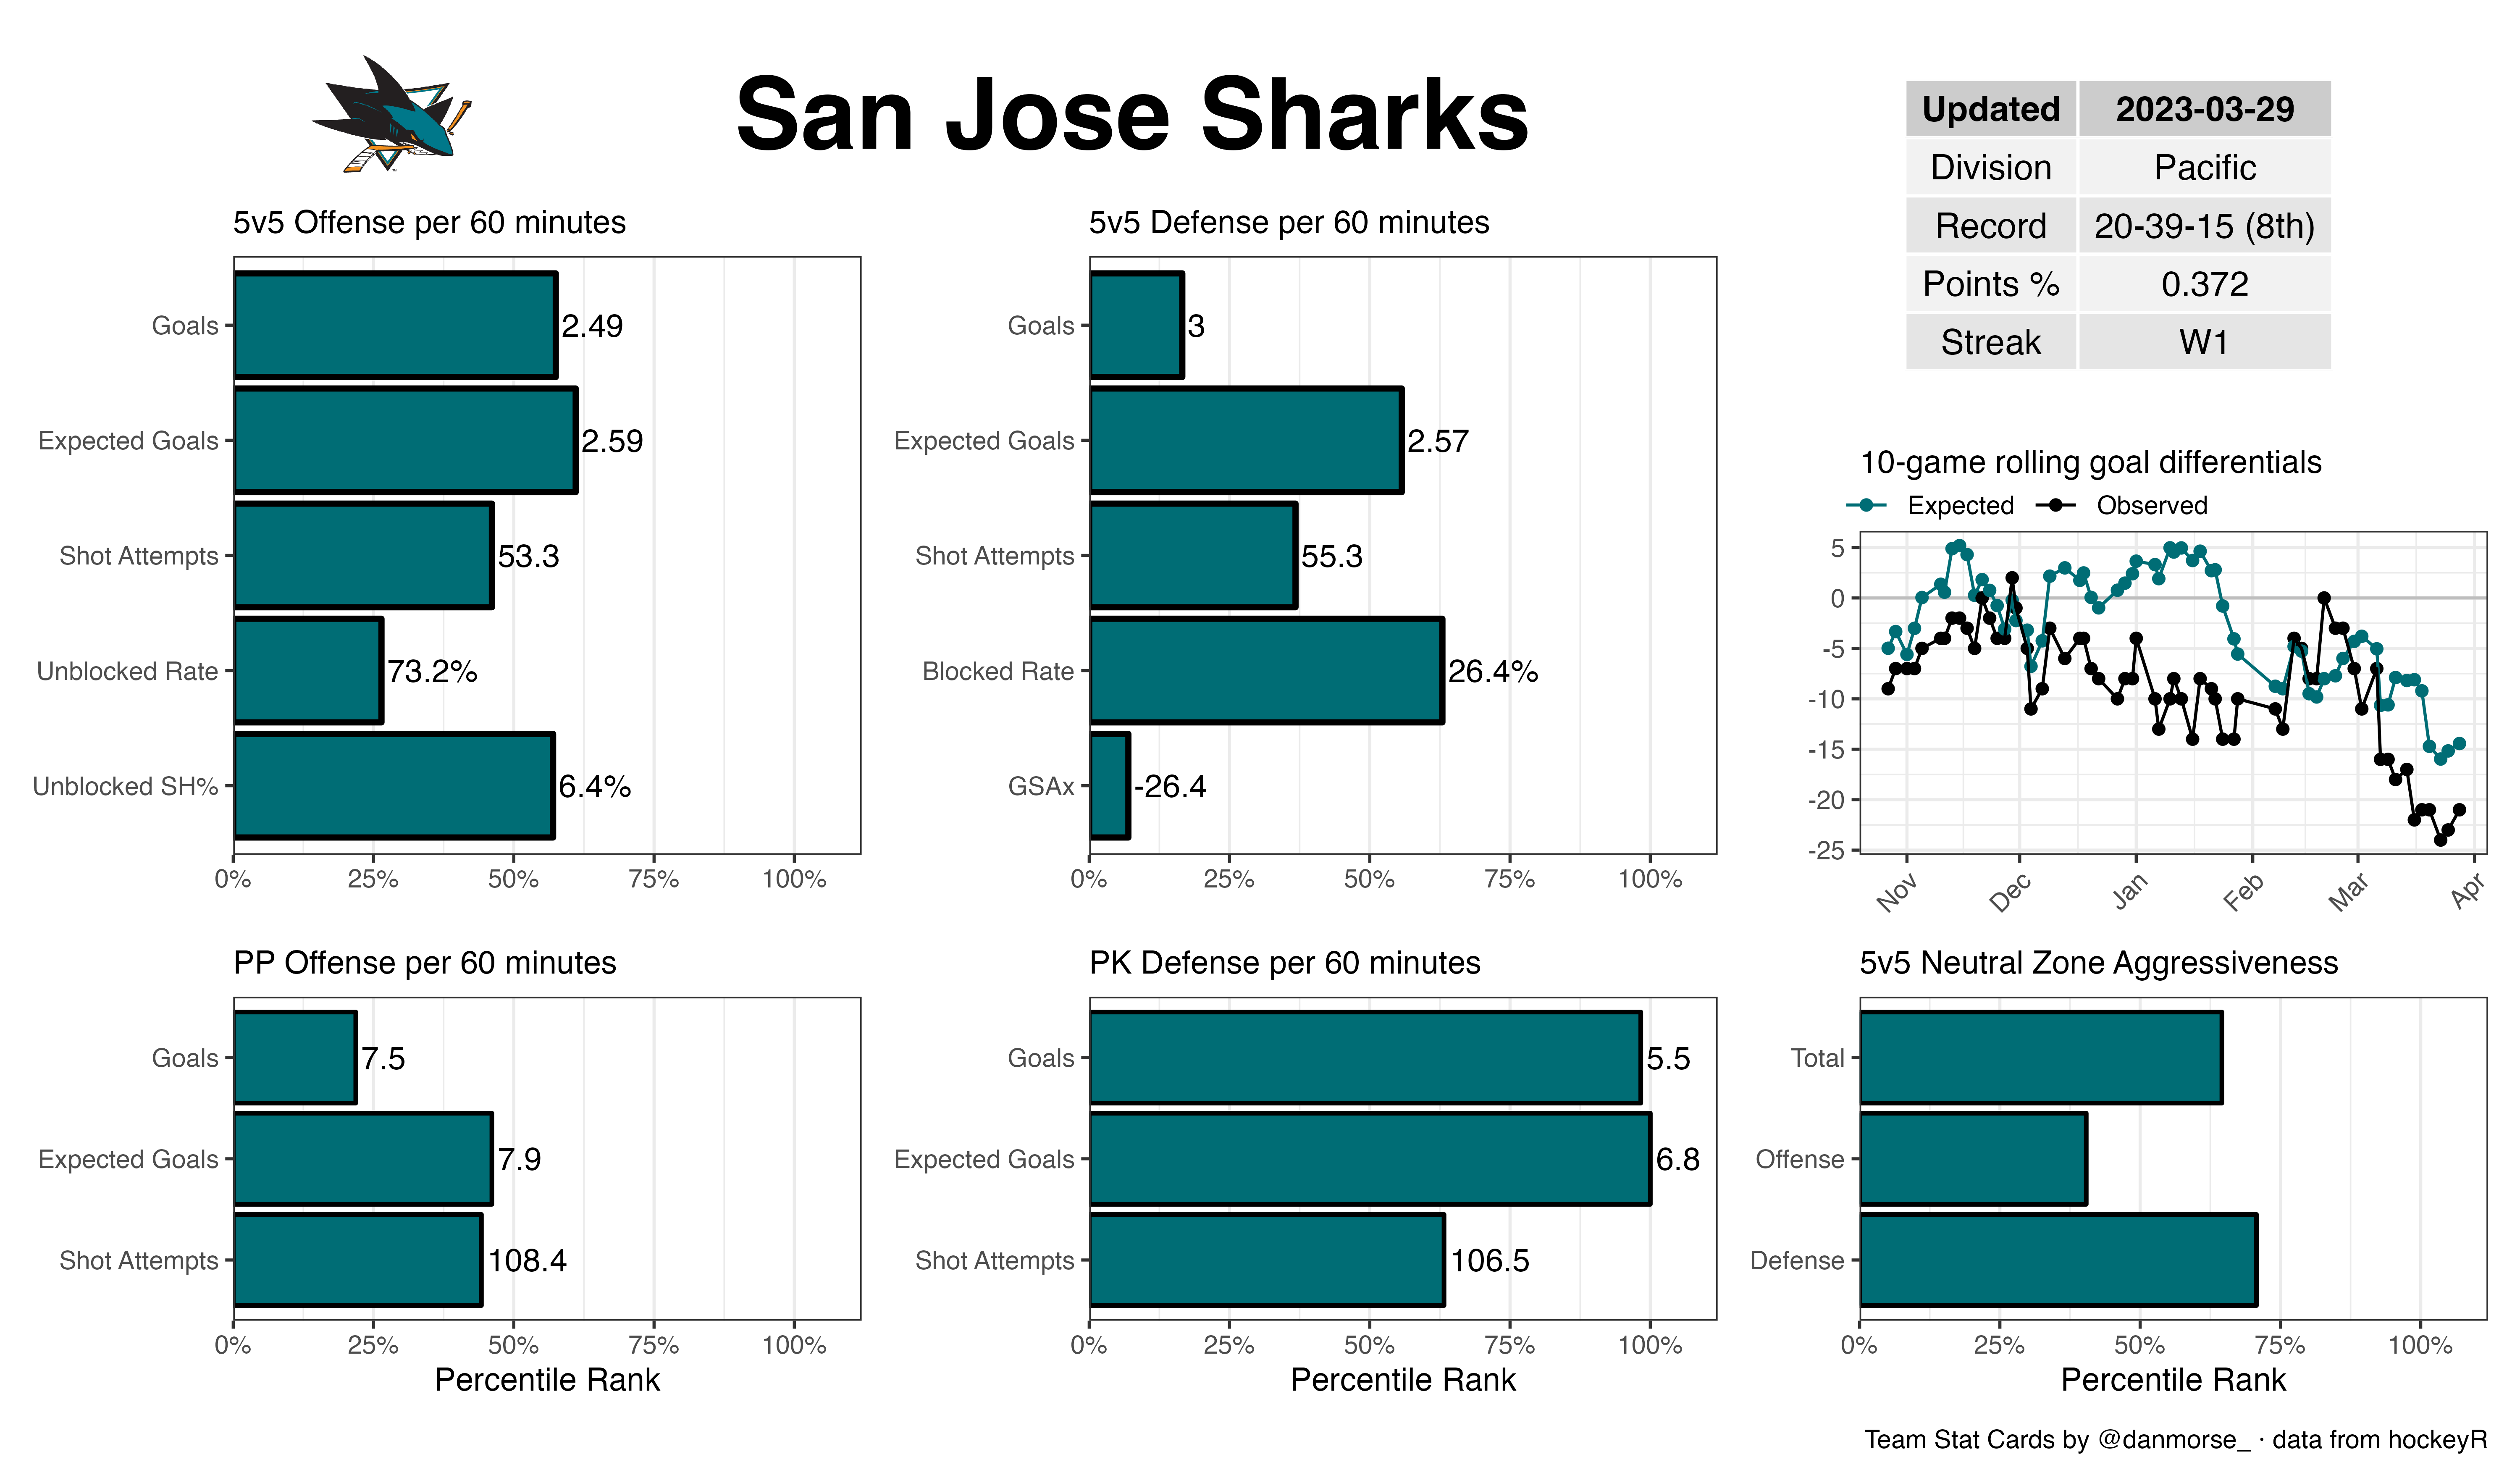 San Jose Sharks
Updated 2023-03-29
Division Pacific
Record 20-39-15 (8th)
Points % 0.372
Streak W1
5v5 Offense per 60 minutes
Goals 2.49
Expected Goals 2.59
Shot Attempts 53.3
Unblocked Rate 73.2%
Unblocked SH% 6.4%
0% 25% 50% 75% 100%
5v5 Defense per 60 minutes
Goals 3
Expected Goals 2.57
Shot Attempts 55.3
Blocked Rate 26.4%
GSAx -26.4
0% 25% 50% 75% 100%
10-game rolling goal differentials
Expected Observed
5
0
-5
-10
-15
-20
-25
Nov Dec Jan Feb Mar Apr
PP Offense per 60 minutes
Goals 7.5
Expected Goals 7.9
Shot Attempts 108.4
0% 25% 50% 75% 100%
Percentile Rank
PK Defense per 60 minutes
Goals 5.5
Expected Goals 6.8
Shot Attempts 106.5
0% 25% 50% 75% 100%
Percentile Rank
5v5 Neutral Zone Aggressiveness
Total
Offense
Defense
0% 25% 50% 75% 100%
Percentile Rank
Team Stat Cards by @danmorse_ · data from hockeyR